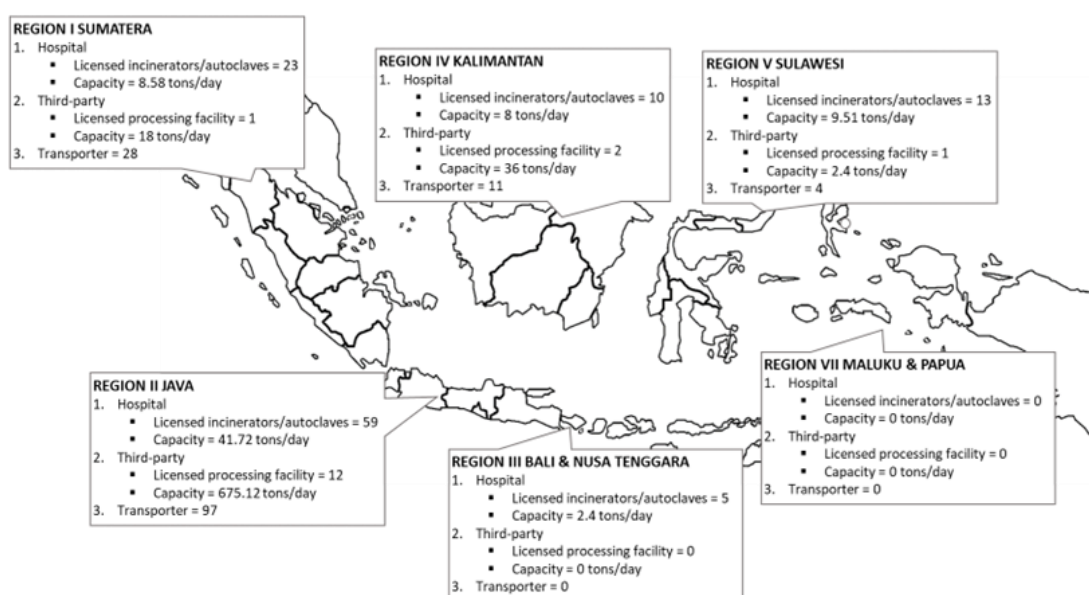 REGION I SUMATERA
1. Hospital
▪ Licensed incinerators/autoclaves = 23
▪ Capacity = 8.58 tons/day
2. Third-party
▪ Licensed processing facility = 1
▪ Capacity = 18 tons/day
3. Transporter = 28
REGION IV KALIMANTAN
1. Hospital
▪ Licensed incinerators/autoclaves = 10
▪ Capacity = 8 tons/day
2. Third-party
▪ Licensed processing facility = 2
▪ Capacity = 36 tons/day
3. Transporter = 11
REGION V SULAWESI
1. Hospital
▪ Licensed incinerators/autoclaves = 13
▪ Capacity = 9.51 tons/day
2. Third-party
▪ Licensed processing facility = 1
▪ Capacity = 2.4 tons/day
3. Transporter = 4
REGION II JAVA
1. Hospital
▪ Licensed incinerators/autoclaves = 59
▪ Capacity = 41.72 tons/day
2. Third-party
▪ Licensed processing facility = 12
▪ Capacity = 675.12 tons/day
3. Transporter = 97
REGION III BALI & NUSA TENGGARA
1. Hospital
▪ Licensed incinerators/autoclaves = 5
▪ Capacity = 2.4 tons/day
2. Third-party
▪ Licensed processing facility = 0
▪ Capacity = 0 tons/day
3. Transporter = 0
REGION VII MALUKU & PAPUA
1. Hospital
▪ Licensed incinerators/autoclaves = 0
▪ Capacity = 0 tons/day
2. Third-party
▪ Licensed processing facility = 0
▪ Capacity = 0 tons/day
3. Transporter = 0